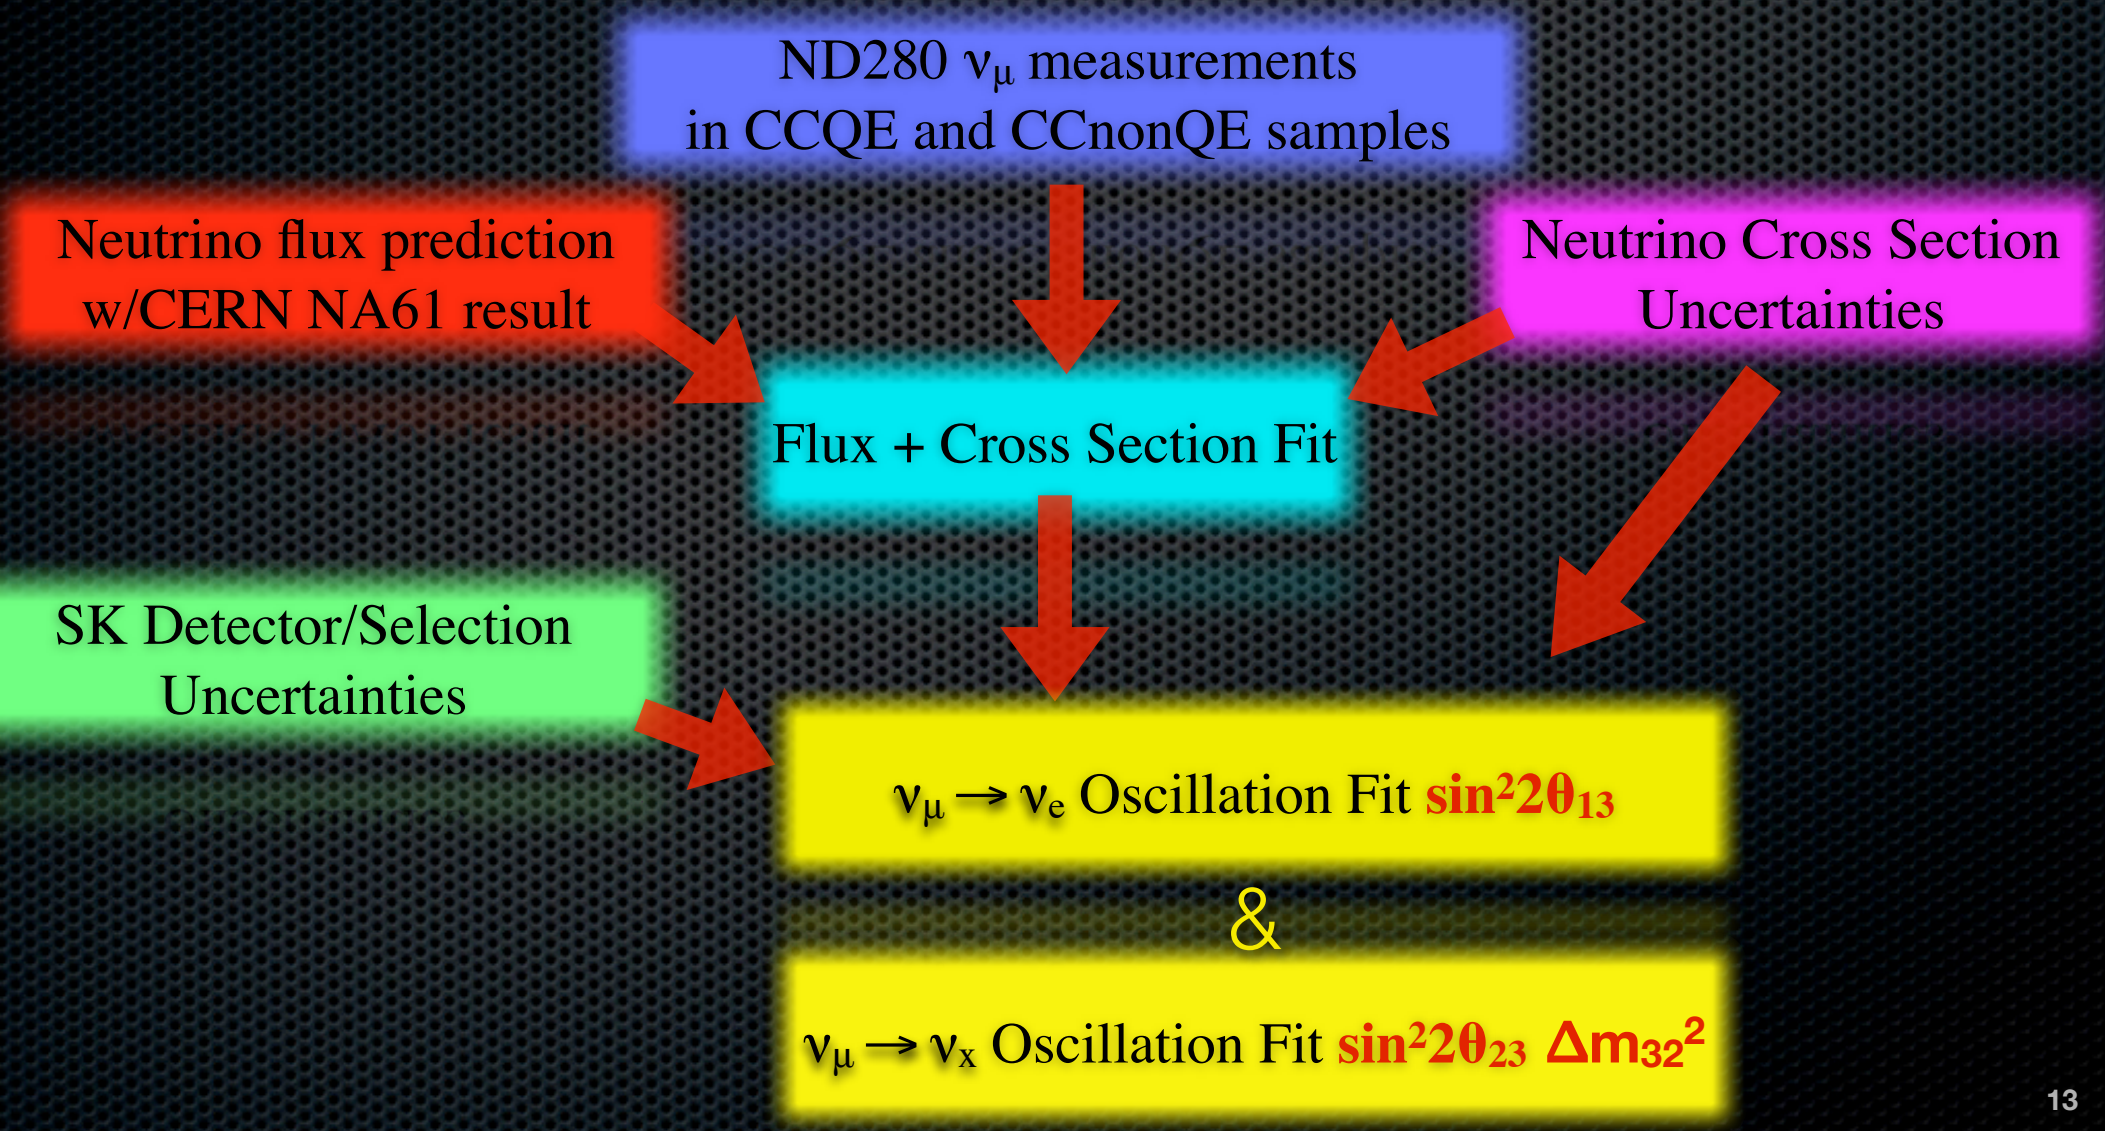 ND280 νμ measurements
in CCQE and CCnonQE samples
Neutrino flux prediction
w/CERN NA61 result
Neutrino Cross Section
Uncertainties
Flux + Cross Section Fit
SK Detector/Selection
Uncertainties
νμ → νe Oscillation Fit sin²2θ₁₃
&
νμ → νx Oscillation Fit sin²2θ₂₃ Δm₃₂²
13